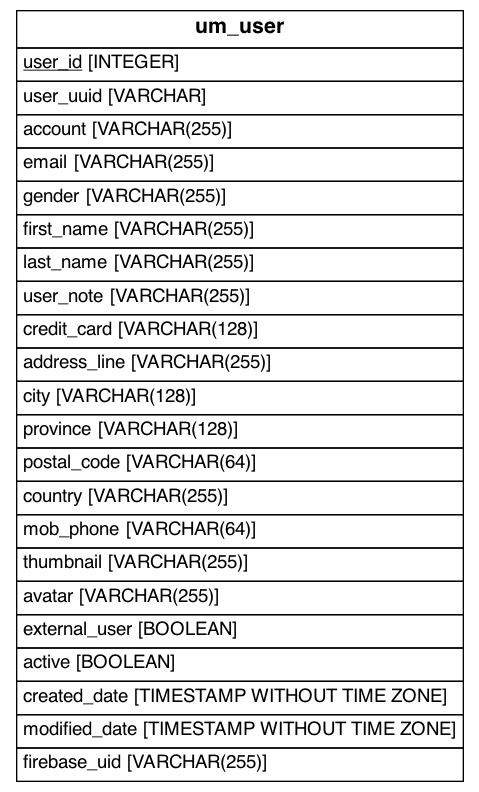 um_user
user_id [INTEGER]
user_uuid [VARCHAR]
account [VARCHAR(255)]
email [VARCHAR(255)]
gender [VARCHAR(255)]
first_name [VARCHAR(255)]
last_name [VARCHAR(255)]
user_note [VARCHAR(255)]
credit_card [VARCHAR(128)]
address_line [VARCHAR(255)]
city [VARCHAR(128)]
province [VARCHAR(128)]
postal_code [VARCHAR(64)]
country [VARCHAR(255)]
mob_phone [VARCHAR(64)]
thumbnail [VARCHAR(255)]
avatar [VARCHAR(255)]
external_user [BOOLEAN]
active [BOOLEAN]
created_date [TIMESTAMP WITHOUT TIME ZONE]
modified_date [TIMESTAMP WITHOUT TIME ZONE]
firebase_uid [VARCHAR(255)]